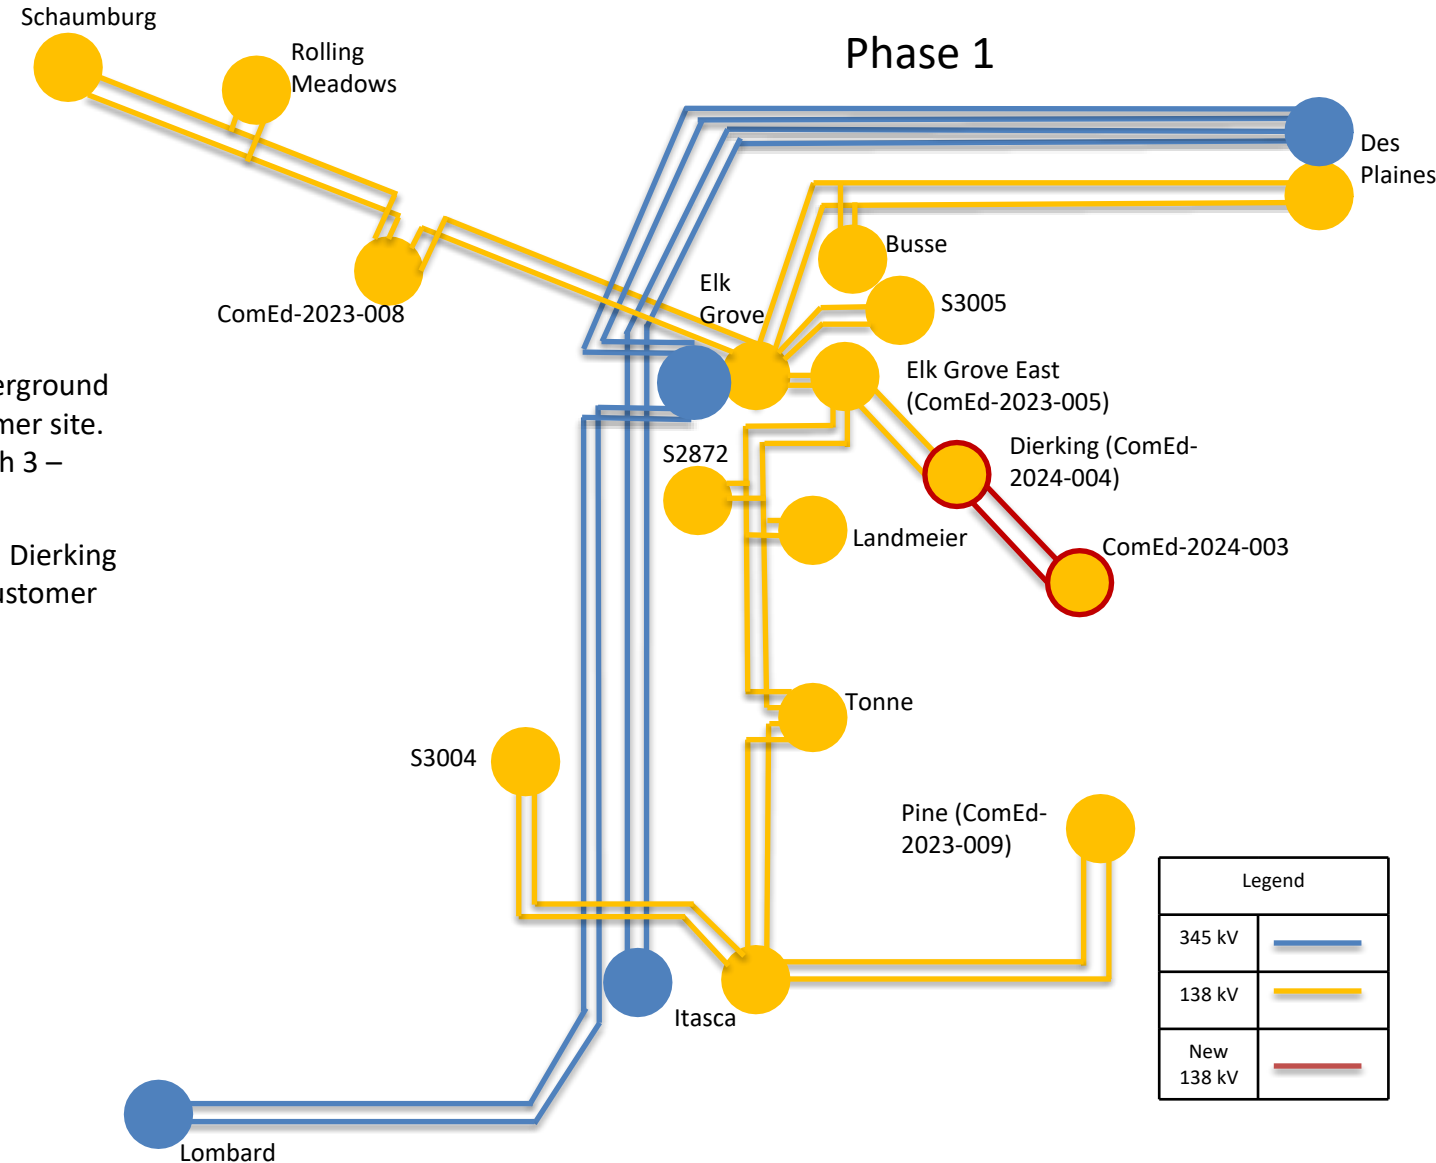 Schaumburg
Rolling
Meadows
Phase 1
Des
Plaines
Busse
Elk
Grove
S3005
ComEd-2023-008
Elk Grove East
(ComEd-2023-005)
erground
mer site.
h 3 –
Dierking
ustomer
S2872
Dierking (ComEd-
2024-004)
Landmeier
ComEd-2024-003
Tonne
S3004
Pine (ComEd-
2023-009)
Itasca
Lombard
Legend
345 kV
138 kV
New
138 kV